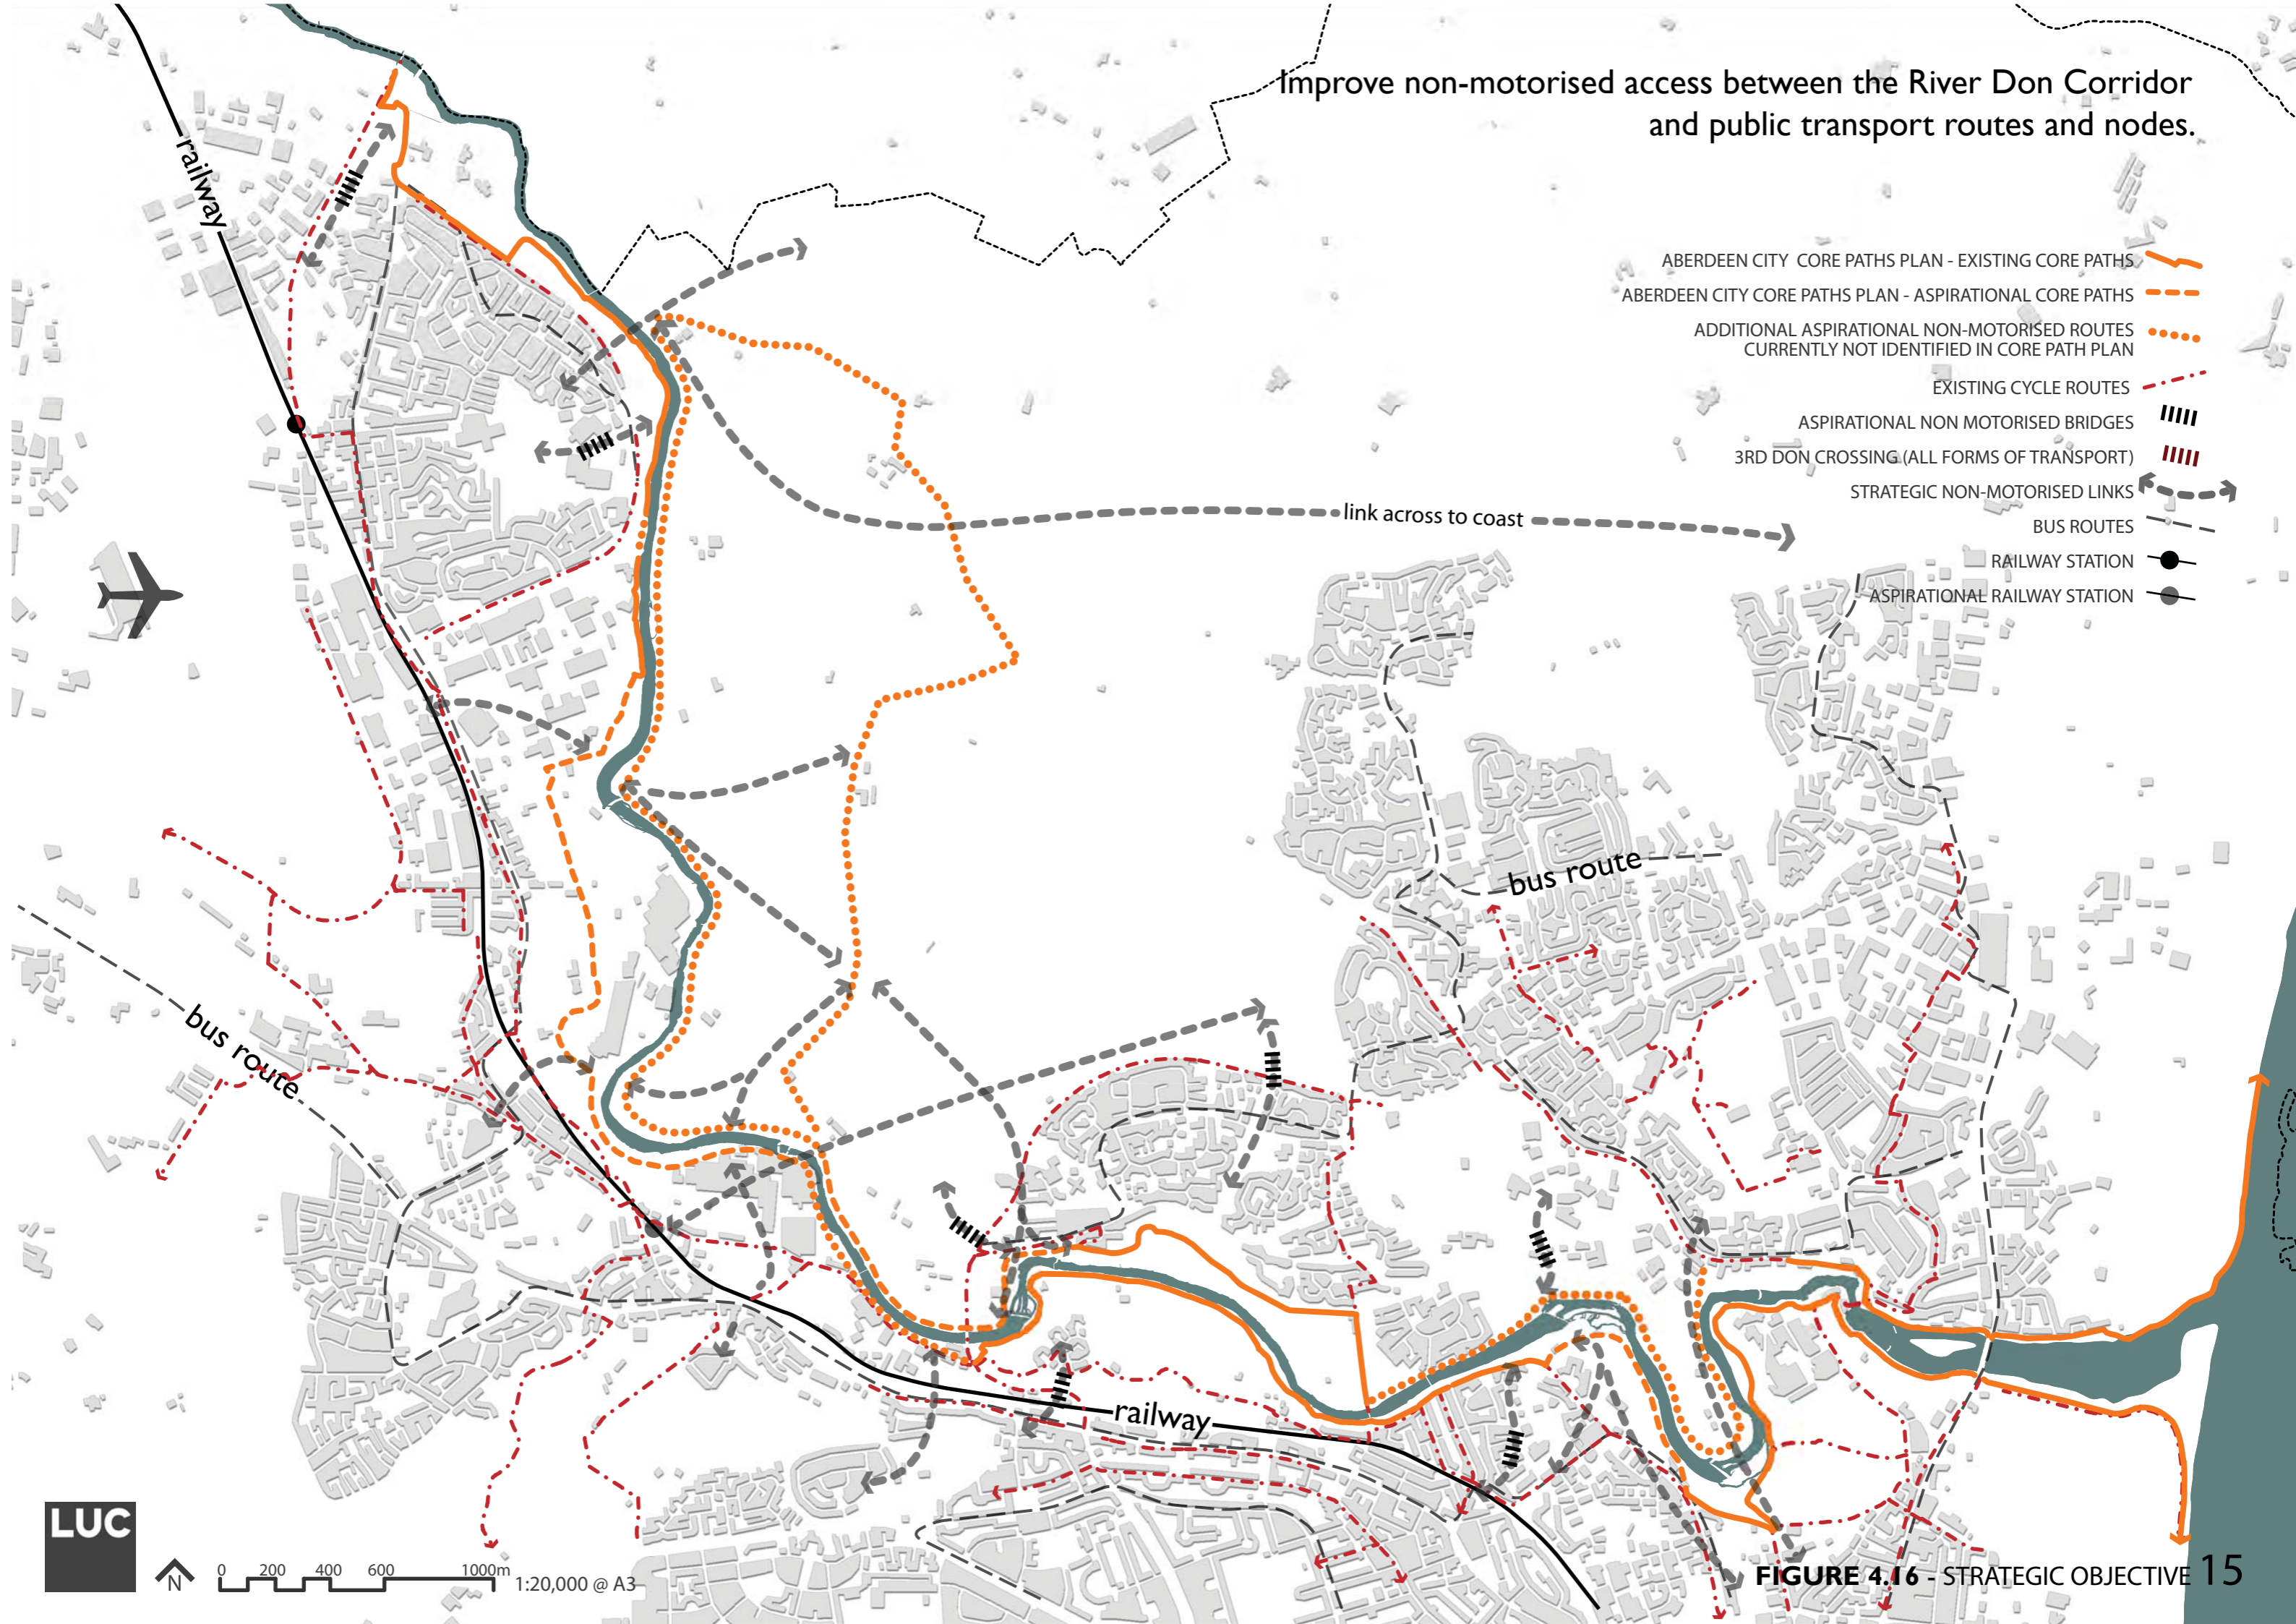 Improve non-motorised access between the River Don Corridor
and public transport routes and nodes.
railway
ABERDEEN CITY CORE PATHS PLAN - EXISTING CORE PATHS
ABERDEEN CITY CORE PATHS PLAN - ASPIRATIONAL CORE PATHS
ADDITIONAL ASPIRATIONAL NON-MOTORISED ROUTES
CURRENTLY NOT IDENTIFIED IN CORE PATH PLAN
EXISTING CYCLE ROUTES
ASPIRATIONAL NON MOTORISED BRIDGES
3RD DON CROSSING (ALL FORMS OF TRANSPORT)
STRATEGIC NON-MOTORISED LINKS
BUS ROUTES
RAILWAY STATION
ASPIRATIONAL RAILWAY STATION
link across to coast
bus route
bus route
railway
LUC
N
0 200 400 600 1000m
1:20,000 @ A3
FIGURE 4.16 - STRATEGIC OBJECTIVE 15